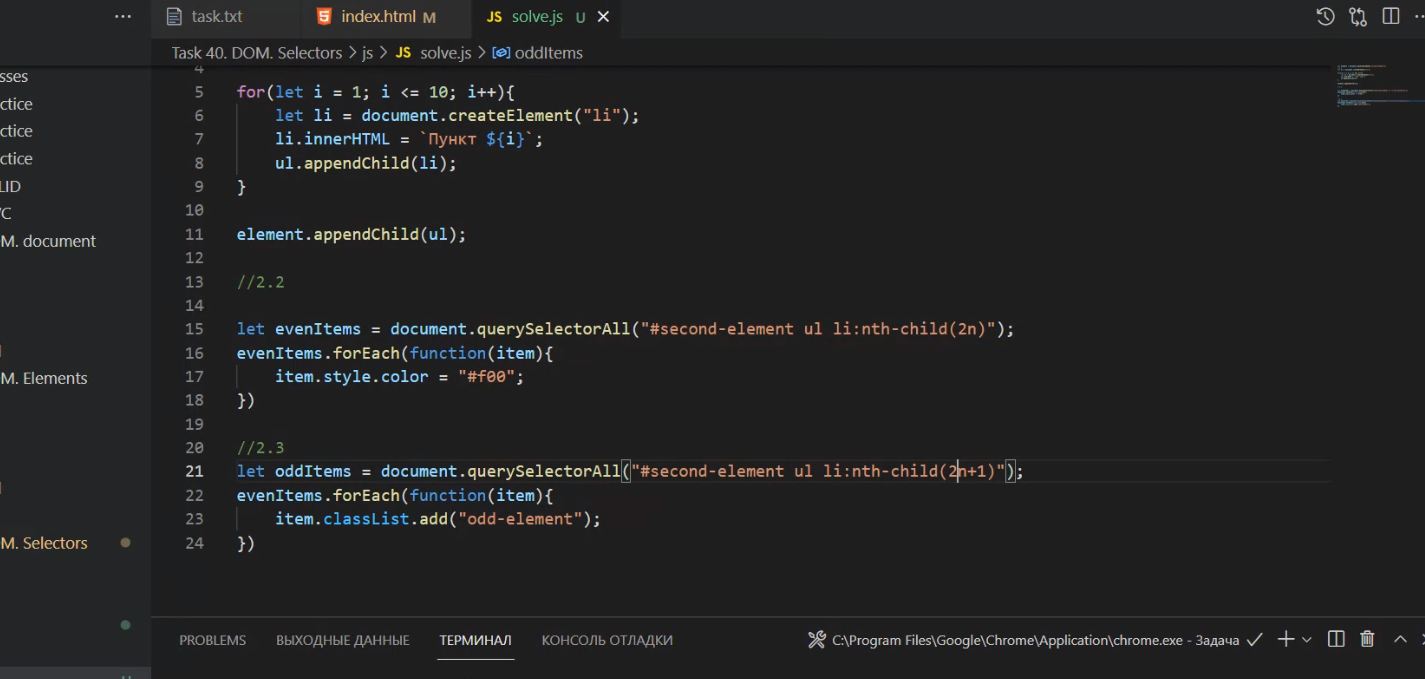 task.txt
index.html M
JS solve.js U
Task 40. DOM. Selectors > js > JS solve.js > oddItems
sses
ctice
ctice
ctice
LID
/C
M. document
M. Elements
M. Selectors
4
5 for(let i = 1; i <= 10; i++){
6 let li = document.createElement("li");
7 li.innerHTML = `Пункт ${i}`;
8 ul.appendChild(li);
9 }
10
11 element.appendChild(ul);
12
13 //2.2
14
15 let evenItems = document.querySelectorAll("#second-element ul li:nth-child(2n)");
16 evenItems.forEach(function(item){
17 item.style.color = "#f00";
18 })
19
20 //2.3
21 let oddItems = document.querySelectorAll("#second-element ul li:nth-child(2n+1)");
22 evenItems.forEach(function(item){
23 item.classList.add("odd-element");
24 })
PROBLEMS ВЫХОДНЫЕ ДАННЫЕ ТЕРМИНАЛ КОНСОЛЬ ОТЛАДКИ
C:\Program Files\Google\Chrome\Application\chrome.exe - Задача